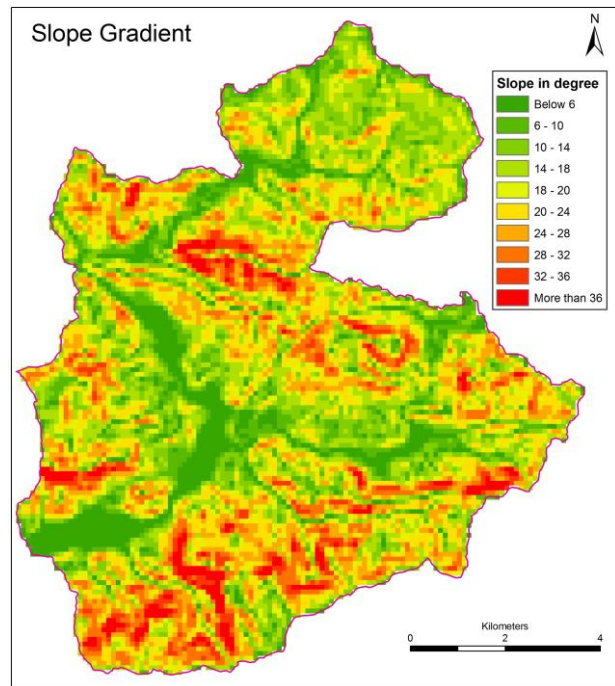 Slope Gradient
N
Slope in degree
Below 6
6 - 10
10 - 14
14 - 18
18 - 20
20 - 24
24 - 28
28 - 32
32 - 36
More than 36
Kilometers
0 2 4